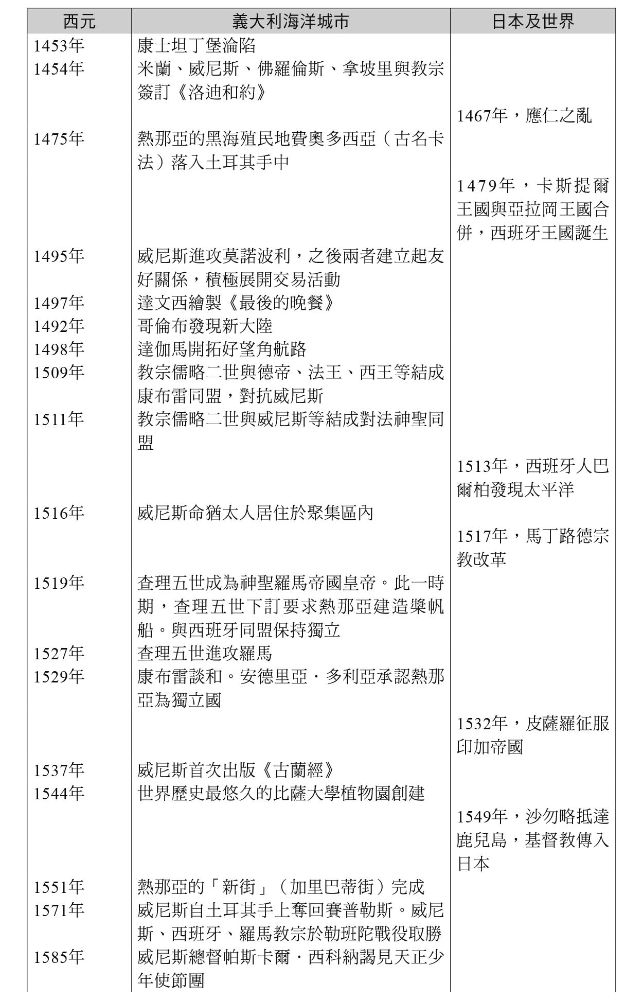 西元 義大利海洋城市 日本及世界
1453年 康士坦丁堡淪陷
1454年 米蘭、威尼斯、佛羅倫斯、拿坡里與教宗
簽訂《洛迪和約》
1467年，應仁之亂
1475年 熱那亞的黑海殖民地費奧多西亞（古名卡
法）落入土耳其手中
1479年，卡斯提爾
王國與亞拉岡王國合
併，西班牙王國誕生
1495年 威尼斯進攻莫諾波利，之後兩者建立起友
好關係，積極展開交易活動
1497年 達文西繪製《最後的晚餐》
1492年 哥倫布發現新大陸
1498年 達伽馬開拓好望角航路
1509年 教宗儒略二世與德帝、法王、西王等結成
康布雷同盟，對抗威尼斯
1511年 教宗儒略二世與威尼斯等結成對法神聖同
盟
1513年，西班牙人巴
爾柏發現太平洋
1516年 威尼斯命猶太人居住於聚集區內
1517年，馬丁路德宗
教改革
1519年 查理五世成為神聖羅馬帝國皇帝。此一時
期，查理五世下訂要求熱那亞建造槳帆
船。與西班牙同盟保持獨立
1527年 查理五世進攻羅馬
1529年 康布雷談和。安德里亞．多利亞承認熱那
亞為獨立國
1532年，皮薩羅征服
印加帝國
1537年 威尼斯首次出版《古蘭經》
1544年 世界歷史最悠久的比薩大學植物園創建
1549年，沙勿略抵達
鹿兒島，基督教傳入
日本
1551年 熱那亞的「新街」（加里巴蒂街）完成
1571年 威尼斯自土耳其手上奪回賽普勒斯。威尼
斯、西班牙、羅馬教宗於勒班陀戰役取勝
1585年 威尼斯總督帕斯卡爾．西科納謁見天正少
年使節團